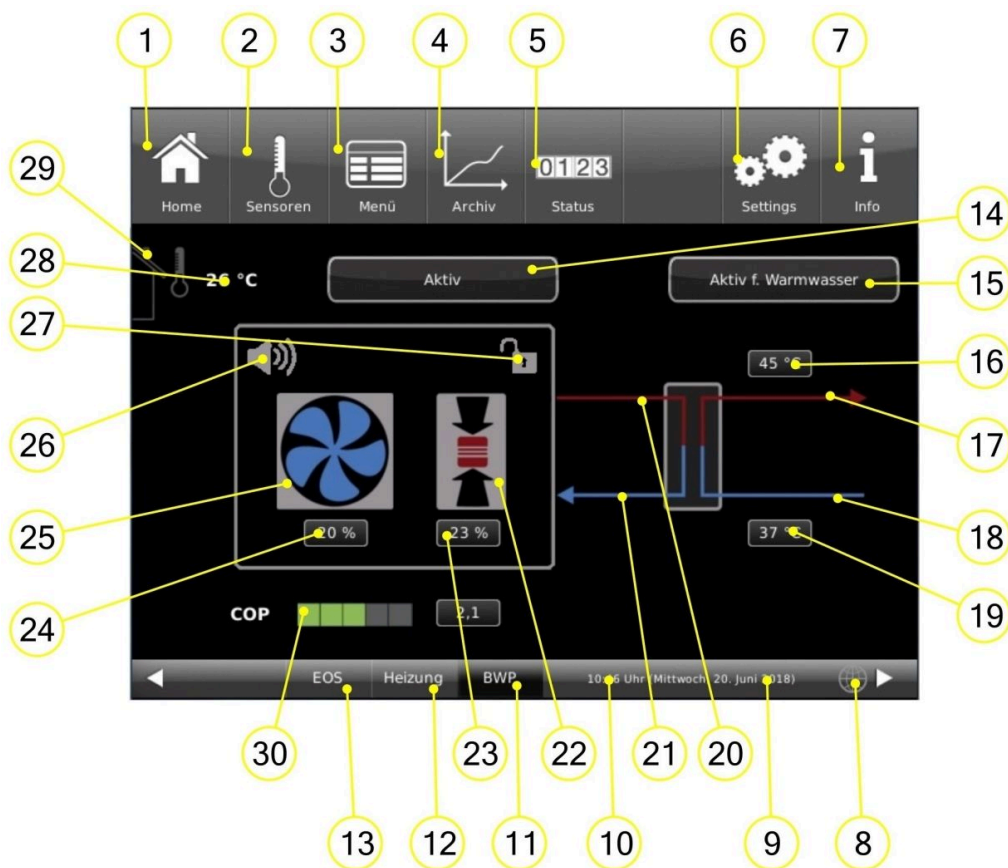 1 2 3 4 5 6 7
0123
Home Sensoren Menü Archiv Status Settings Info
29
14
28
26 °C
Aktiv
Aktiv f. Warmwasser
15
27
45 °C
16
26
17
25
20 %
23 %
37 °C
18
24
COP
2,1
19
EOS Heizung BWP Uhr (Mittwoch, 20. Juni 2018)
30 23 22 21 20
13 12 11 10 9 8